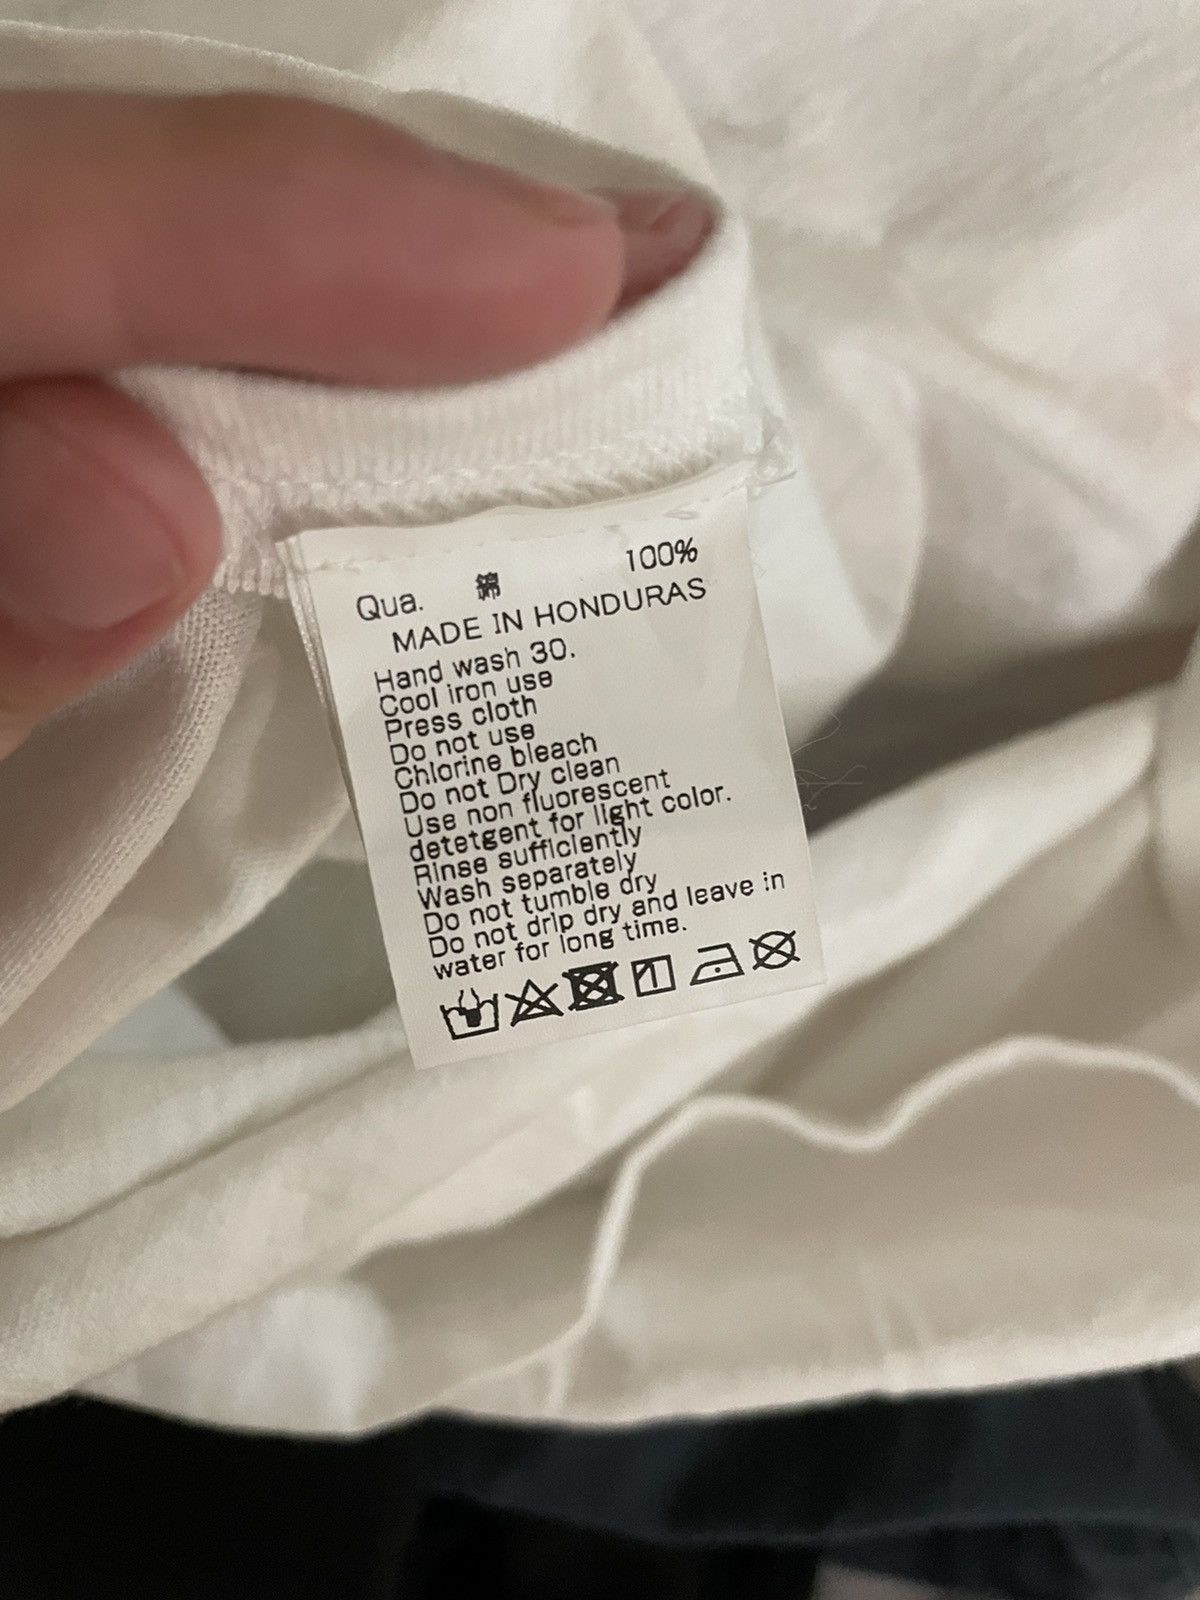 Qua. 綿 100%
MADE IN HONDURAS
Hand wash 30.
Cool iron use
Press cloth
Do not use
Chlorine bleach
Do not Dry clean
Use non fluorescent
detetgent for light color.
Rinse sufficiently
Wash separately
Do not tumble dry
Do not drip dry and leave in
water for long time.